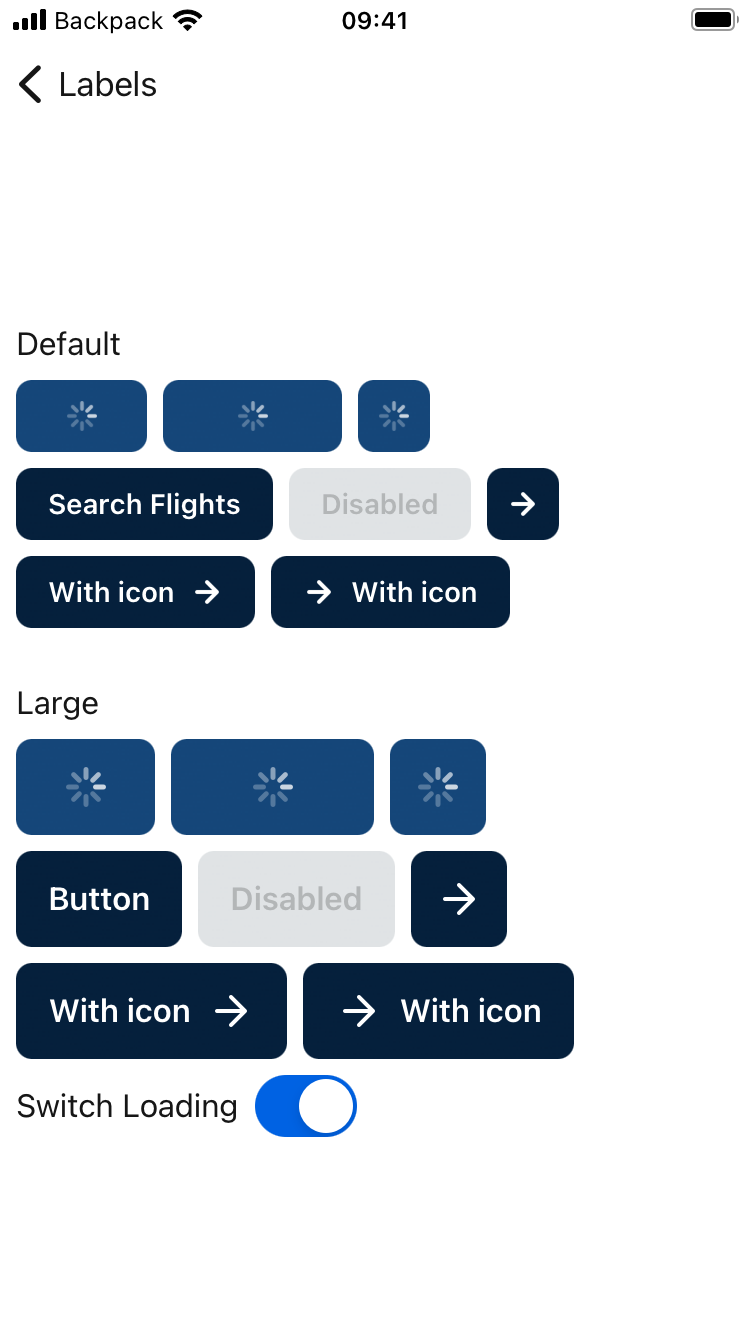 Backpack 09:41
Labels
Default
Search Flights Disabled
With icon With icon
Large
Button Disabled
With icon With icon
Switch Loading